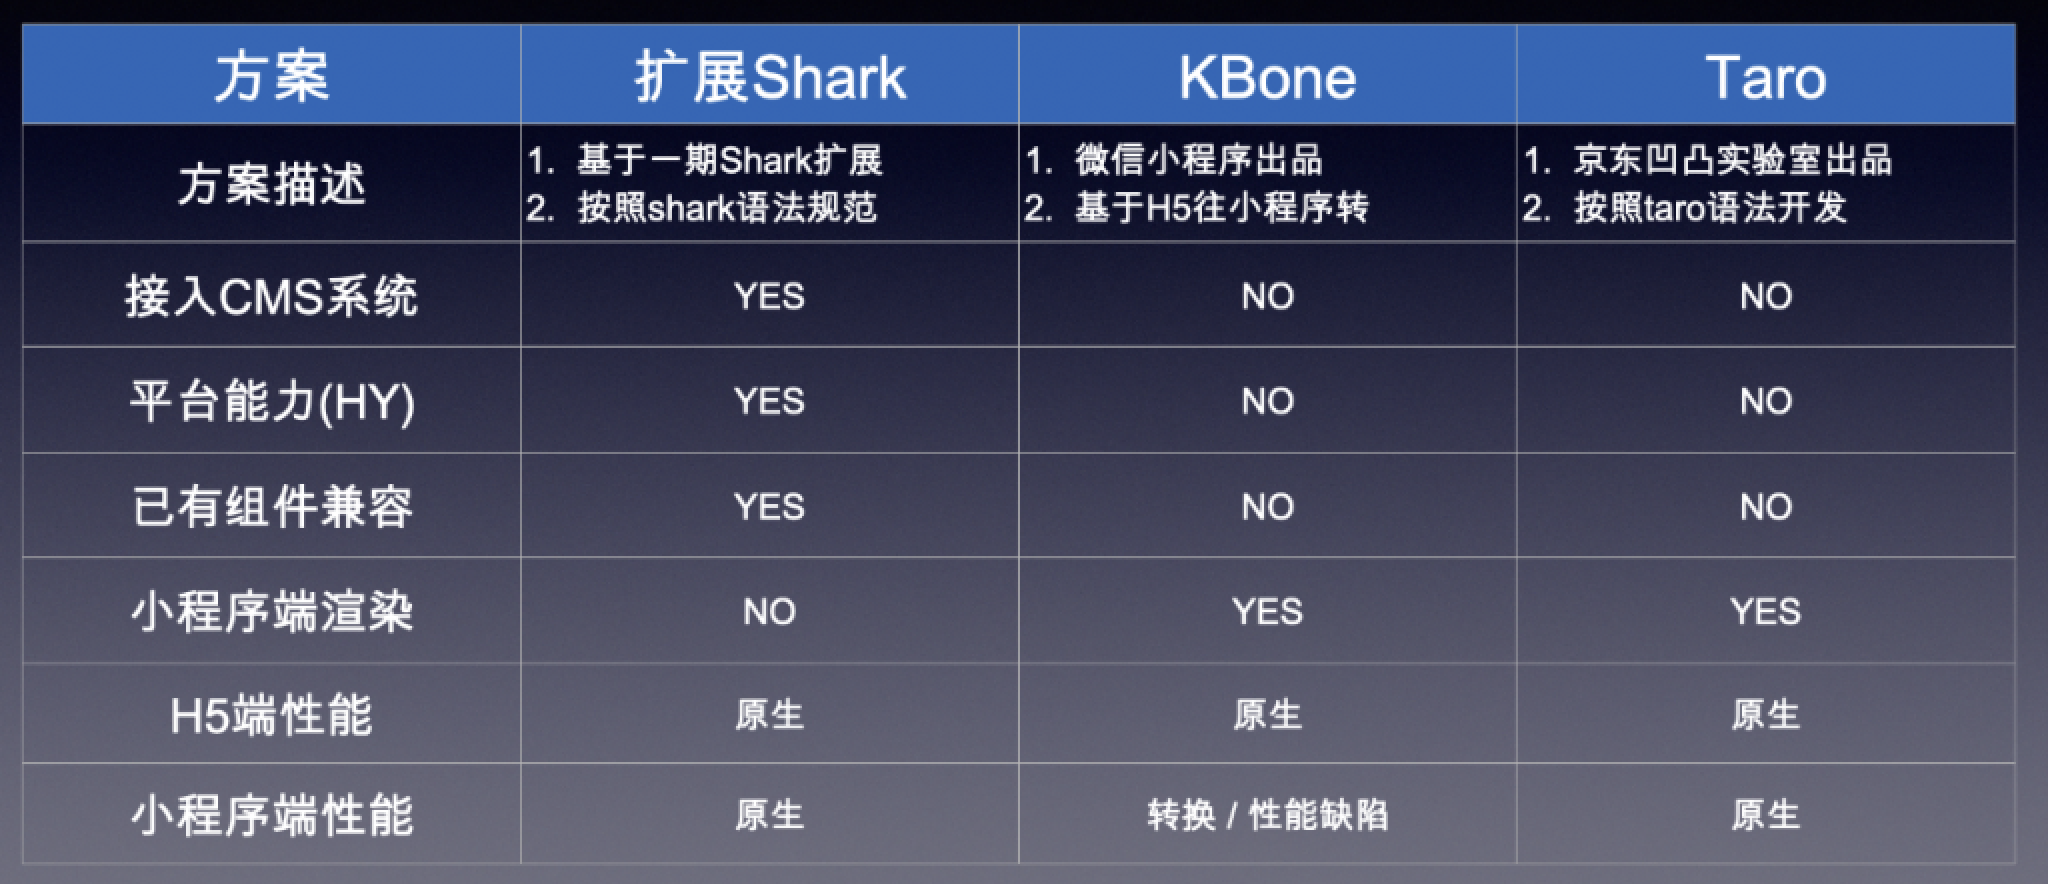 方案 扩展Shark KBone Taro
方案描述
1. 基于一期Shark扩展
2. 按照shark语法规范
1. 微信小程序出品
2. 基于H5往小程序转
1. 京东凹凸实验室出品
2. 按照taro语法开发
接入CMS系统 YES NO NO
平台能力(HY) YES NO NO
已有组件兼容 YES NO NO
小程序端渲染 NO YES YES
H5端性能 原生 原生 原生
小程序端性能 原生 转换 / 性能缺陷 原生